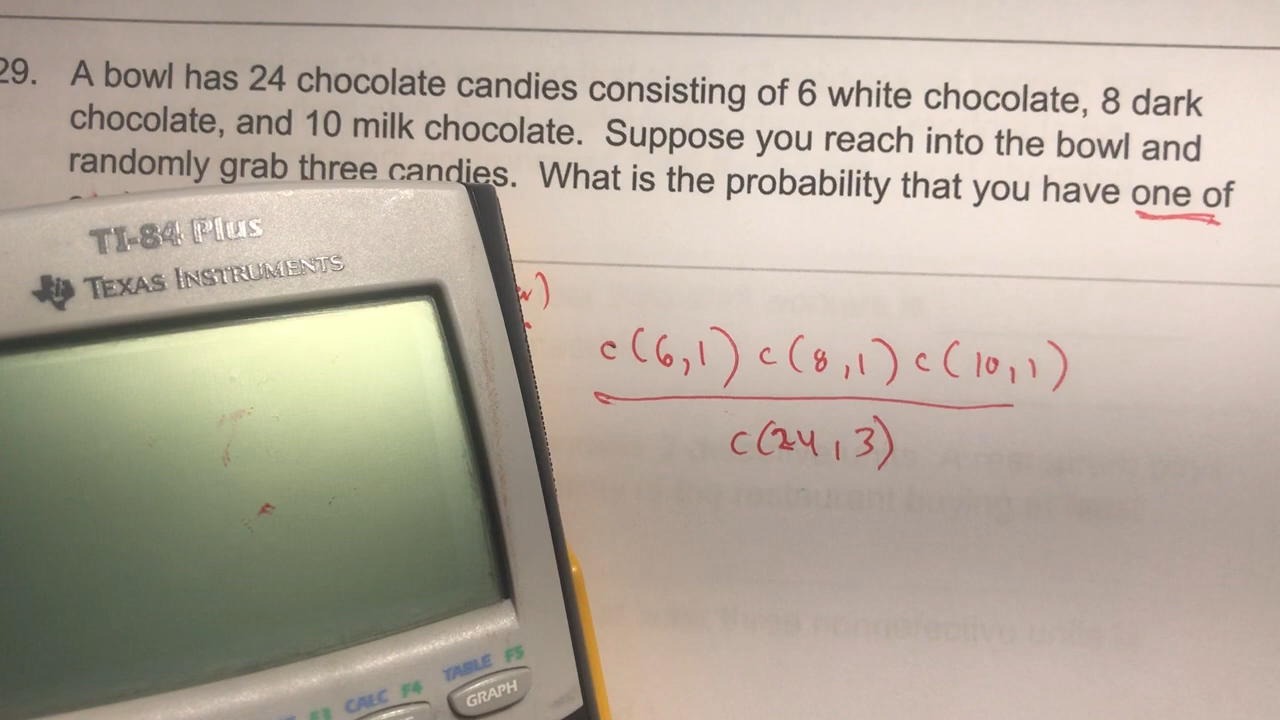 29. A bowl has 24 chocolate candies consisting of 6 white chocolate, 8 dark
chocolate, and 10 milk chocolate. Suppose you reach into the bowl and
randomly grab three candies. What is the probability that you have one of
TI-84 Plus
TEXAS INSTRUMENTS
c(6,1) c(8,1) c(10,1)
c(24,3)
CALC F4 TABLE F5
GRAPH